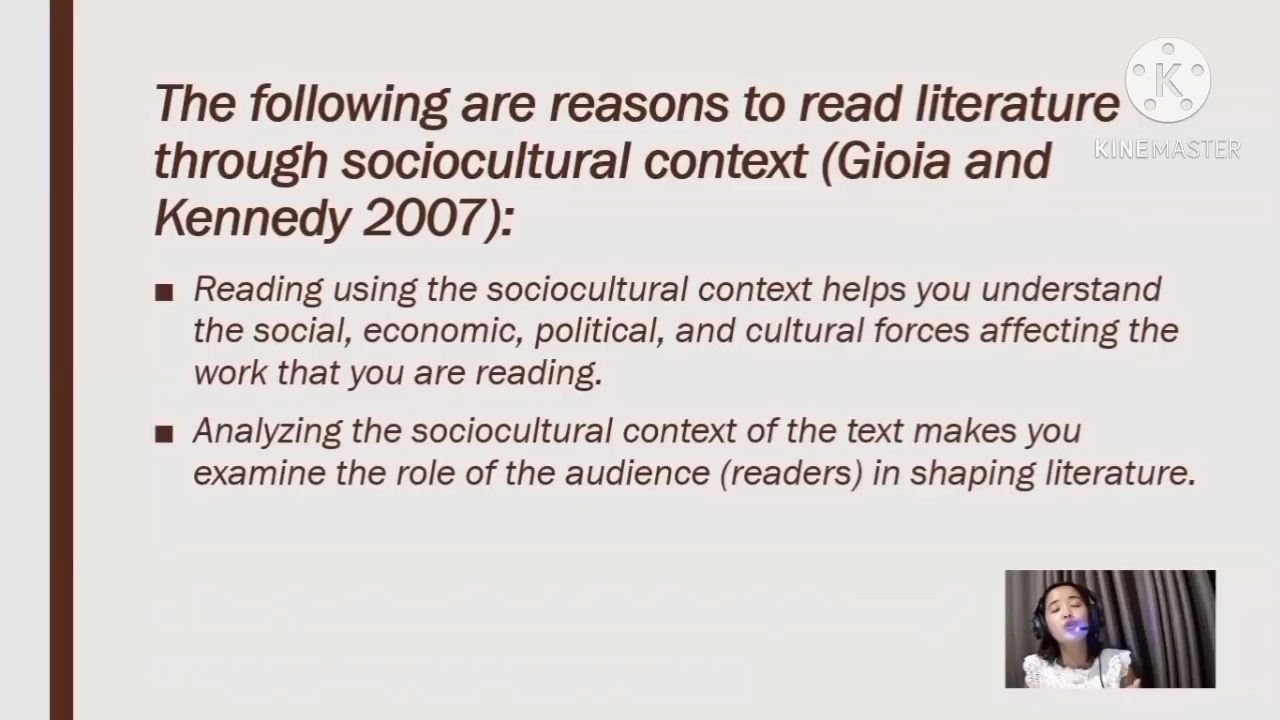 The following are reasons to read literature
through sociocultural context (Gioia and
Kennedy 2007):
K
KINEMASTER
■ Reading using the sociocultural context helps you understand
the social, economic, political, and cultural forces affecting the
work that you are reading.
■ Analyzing the sociocultural context of the text makes you
examine the role of the audience (readers) in shaping literature.